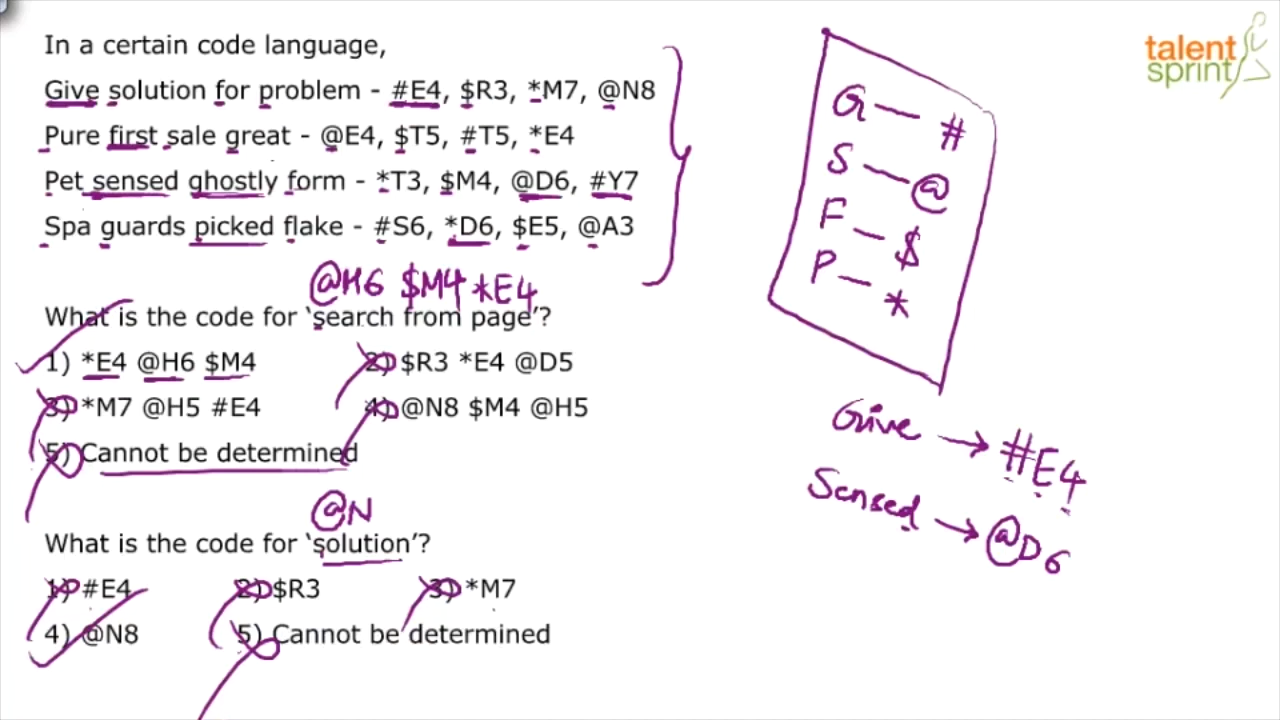 In a certain code language,
Give solution for problem - #E4, $R3, *M7, @N8
Pure first sale great - @E4, $T5, #T5, *E4
Pet sensed ghostly form - *T3, $M4, @D6, #Y7
Spa guards picked flake - #S6, *D6, $E5, @A3
@H6 $M4 *E4
What is the code for ‘search from page’?
1) *E4 @H6 $M4 2) $R3 *E4 @D5
3) *M7 @H5 #E4 4) @N8 $M4 @H5
5) Cannot be determined
@N
What is the code for ‘solution’?
1) #E4 2) $R3 3) *M7
4) @N8 5) Cannot be determined
talent
sprint
G — #
S — @
F — $
P — *
Give → #E4
Sensed → @D6